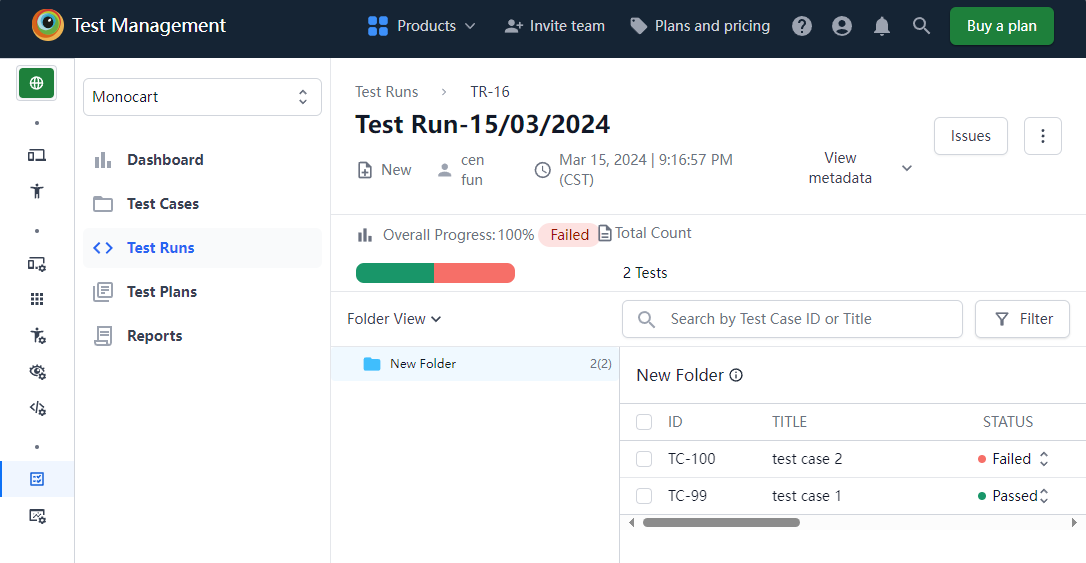 Test Management
Products
Invite team
Plans and pricing
Buy a plan
Monocart
Dashboard
Test Cases
Test Runs
Test Plans
Reports
Test Runs > TR-16
Test Run-15/03/2024
New
cen
fun
Mar 15, 2024 | 9:16:57 PM
(CST)
View
metadata
Issues
Overall Progress: 100% Failed
Total Count
2 Tests
Folder View
Search by Test Case ID or Title
Filter
New Folder 2(2)
New Folder
ID TITLE STATUS
TC-100 test case 2 Failed
TC-99 test case 1 Passed